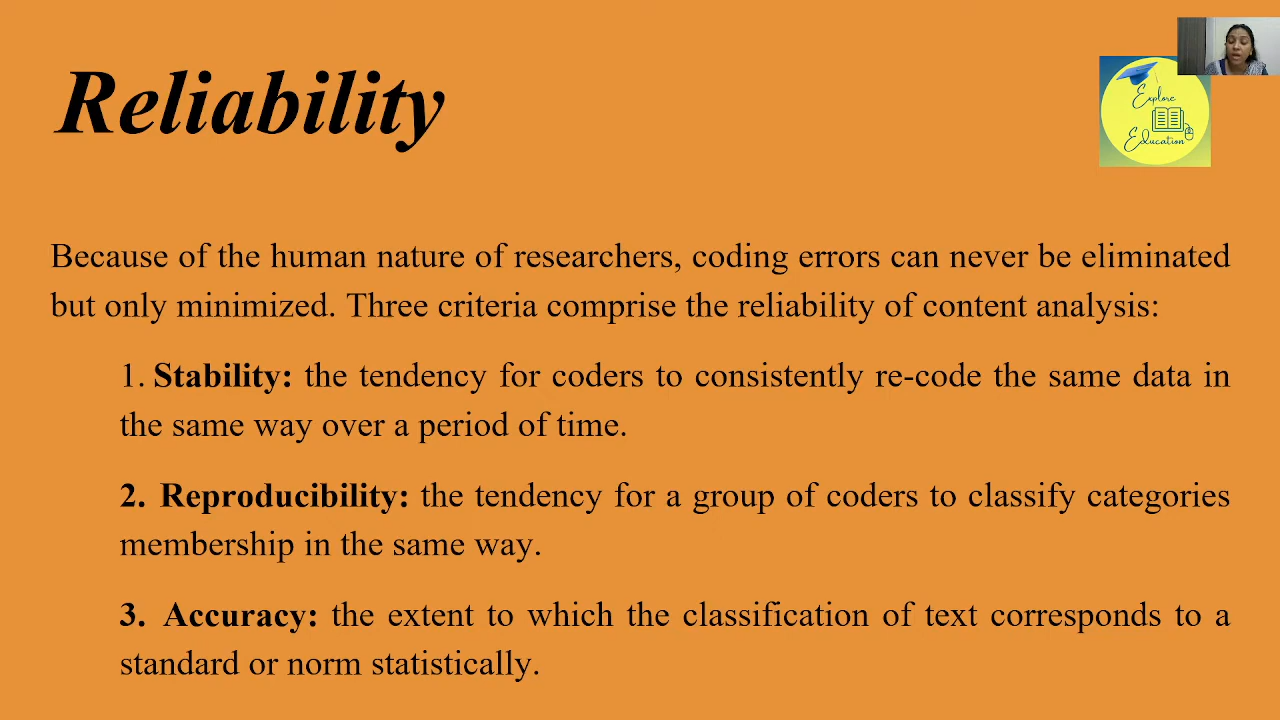 Reliability
Explore
Education
Because of the human nature of researchers, coding errors can never be eliminated
but only minimized. Three criteria comprise the reliability of content analysis:
1. Stability: the tendency for coders to consistently re-code the same data in
the same way over a period of time.
2. Reproducibility: the tendency for a group of coders to classify categories
membership in the same way.
3. Accuracy: the extent to which the classification of text corresponds to a
standard or norm statistically.